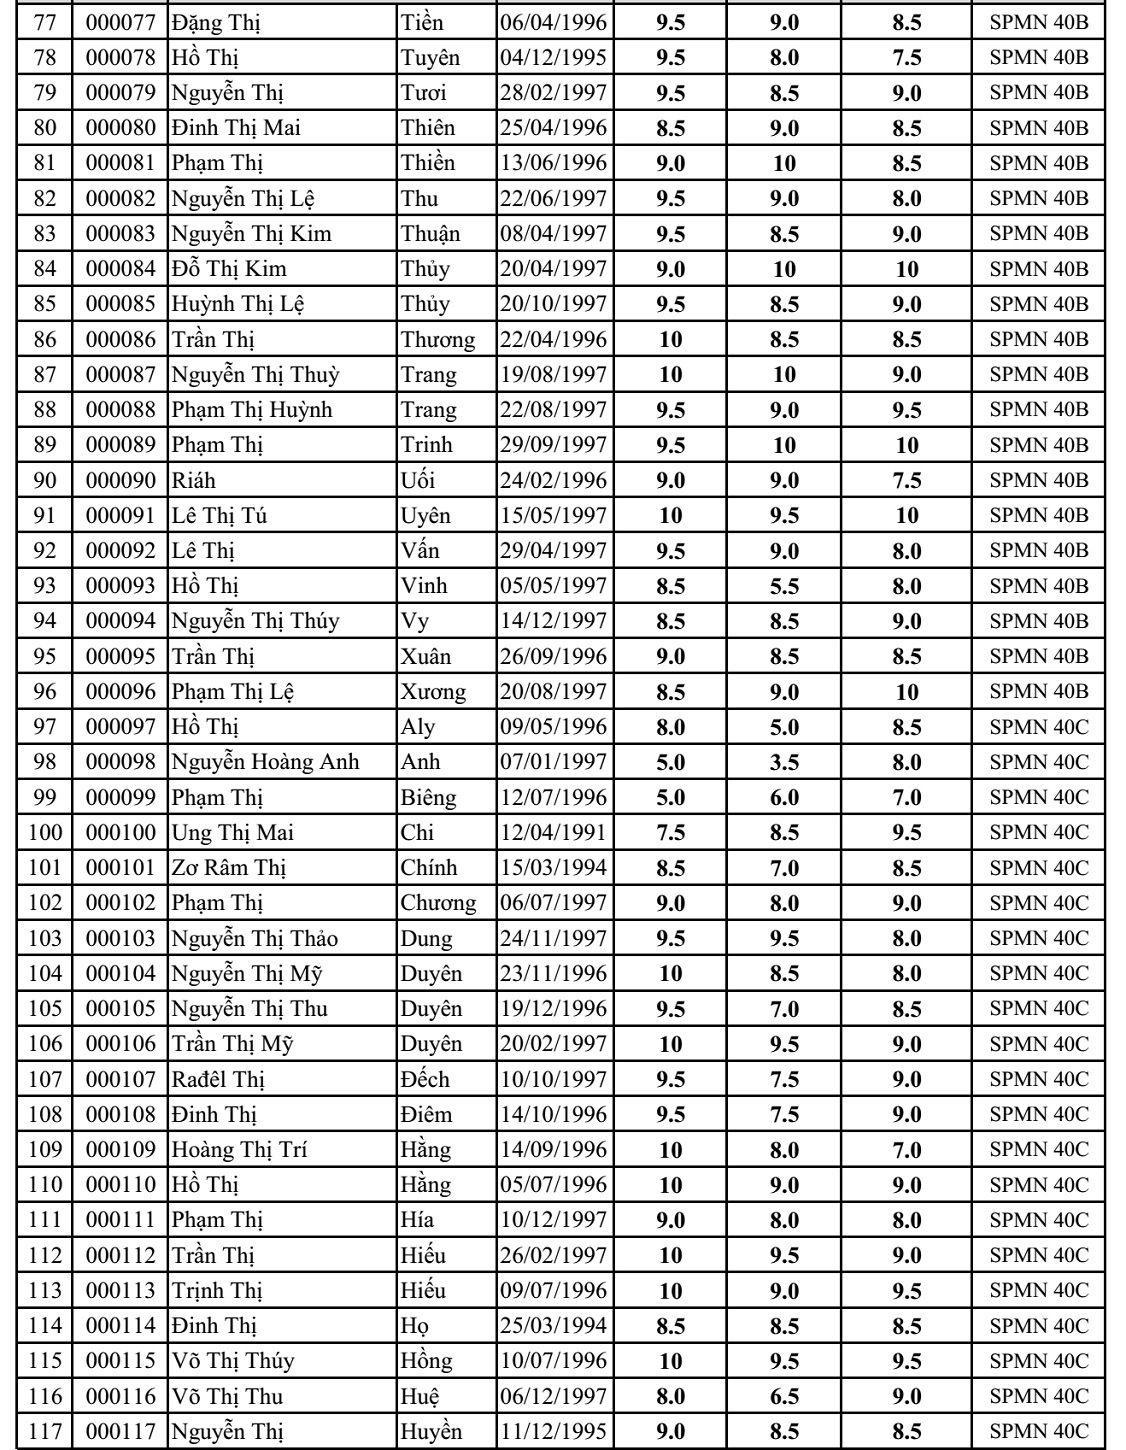 77 000077 Đặng Thị Tiền 06/04/1996 9.5 9.0 8.5 SPMN 40B
78 000078 Hồ Thị Tuyên 04/12/1995 9.5 8.0 7.5 SPMN 40B
79 000079 Nguyễn Thị Tươi 28/02/1997 9.5 8.5 9.0 SPMN 40B
80 000080 Đinh Thị Mai Thiên 25/04/1996 8.5 9.0 8.5 SPMN 40B
81 000081 Phạm Thị Thiền 13/06/1996 9.0 10 8.5 SPMN 40B
82 000082 Nguyễn Thị Lệ Thu 22/06/1997 9.5 9.0 8.0 SPMN 40B
83 000083 Nguyễn Thị Kim Thuận 08/04/1997 9.5 8.5 9.0 SPMN 40B
84 000084 Đỗ Thị Kim Thủy 20/04/1997 9.0 10 10 SPMN 40B
85 000085 Huỳnh Thị Lệ Thủy 20/10/1997 9.5 8.5 9.0 SPMN 40B
86 000086 Trần Thị Thương 22/04/1996 10 8.5 8.5 SPMN 40B
87 000087 Nguyễn Thị Thuỳ Trang 19/08/1997 10 10 9.0 SPMN 40B
88 000088 Phạm Thị Huỳnh Trang 22/08/1997 9.5 9.0 9.5 SPMN 40B
89 000089 Phạm Thị Trinh 29/09/1997 9.5 10 10 SPMN 40B
90 000090 Riáh Uối 24/02/1996 9.0 9.0 7.5 SPMN 40B
91 000091 Lê Thị Tú Uyên 15/05/1997 10 9.5 10 SPMN 40B
92 000092 Lê Thị Vấn 29/04/1997 9.5 9.0 8.0 SPMN 40B
93 000093 Hồ Thị Vinh 05/05/1997 8.5 5.5 8.0 SPMN 40B
94 000094 Nguyễn Thị Thúy Vy 14/12/1997 8.5 8.5 9.0 SPMN 40B
95 000095 Trần Thị Xuân 26/09/1996 9.0 8.5 8.5 SPMN 40B
96 000096 Phạm Thị Lệ Xương 20/08/1997 8.5 9.0 10 SPMN 40B
97 000097 Hồ Thị Aly 09/05/1996 8.0 5.0 8.5 SPMN 40C
98 000098 Nguyễn Hoàng Anh Anh 07/01/1997 5.0 3.5 8.0 SPMN 40C
99 000099 Phạm Thị Biêng 12/07/1996 5.0 6.0 7.0 SPMN 40C
100 000100 Ung Thị Mai Chi 12/04/1991 7.5 8.5 9.5 SPMN 40C
101 000101 Zơ Râm Thị Chính 15/03/1994 8.5 7.0 8.5 SPMN 40C
102 000102 Phạm Thị Chương 06/07/1997 9.0 8.0 9.0 SPMN 40C
103 000103 Nguyễn Thị Thảo Dung 24/11/1997 9.5 9.5 8.0 SPMN 40C
104 000104 Nguyễn Thị Mỹ Duyên 23/11/1996 10 8.5 8.0 SPMN 40C
105 000105 Nguyễn Thị Thu Duyên 19/12/1996 9.5 7.0 8.5 SPMN 40C
106 000106 Trần Thị Mỹ Duyên 20/02/1997 10 9.5 9.0 SPMN 40C
107 000107 Rađêl Thị Đếch 10/10/1997 9.5 7.5 9.0 SPMN 40C
108 000108 Đinh Thị Điêm 14/10/1996 9.5 7.5 9.0 SPMN 40C
109 000109 Hoàng Thị Trí Hằng 14/09/1996 10 8.0 7.0 SPMN 40C
110 000110 Hồ Thị Hằng 05/07/1996 10 9.0 9.0 SPMN 40C
111 000111 Phạm Thị Hía 10/12/1997 9.0 8.0 8.0 SPMN 40C
112 000112 Trần Thị Hiếu 26/02/1997 10 9.5 9.0 SPMN 40C
113 000113 Trịnh Thị Hiếu 09/07/1996 10 9.0 9.5 SPMN 40C
114 000114 Đinh Thị Họ 25/03/1994 8.5 8.5 8.5 SPMN 40C
115 000115 Võ Thị Thúy Hồng 10/07/1996 10 9.5 9.5 SPMN 40C
116 000116 Võ Thị Thu Huệ 06/12/1997 8.0 6.5 9.0 SPMN 40C
117 000117 Nguyễn Thị Huyền 11/12/1995 9.0 8.5 8.5 SPMN 40C